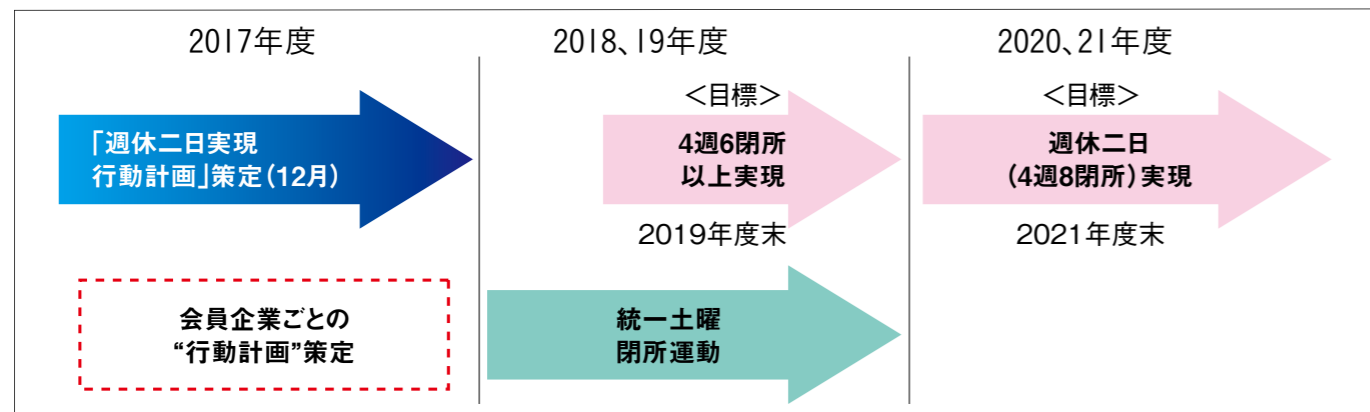 2017年度
2018、19年度
2020、21年度
「週休二日実現
行動計画」策定（12月）
＜目標＞
4週6閉所
以上実現
2019年度末
＜目標＞
週休二日
（4週8閉所）実現
2021年度末
会員企業ごとの
“行動計画”策定
統一土曜
閉所運動